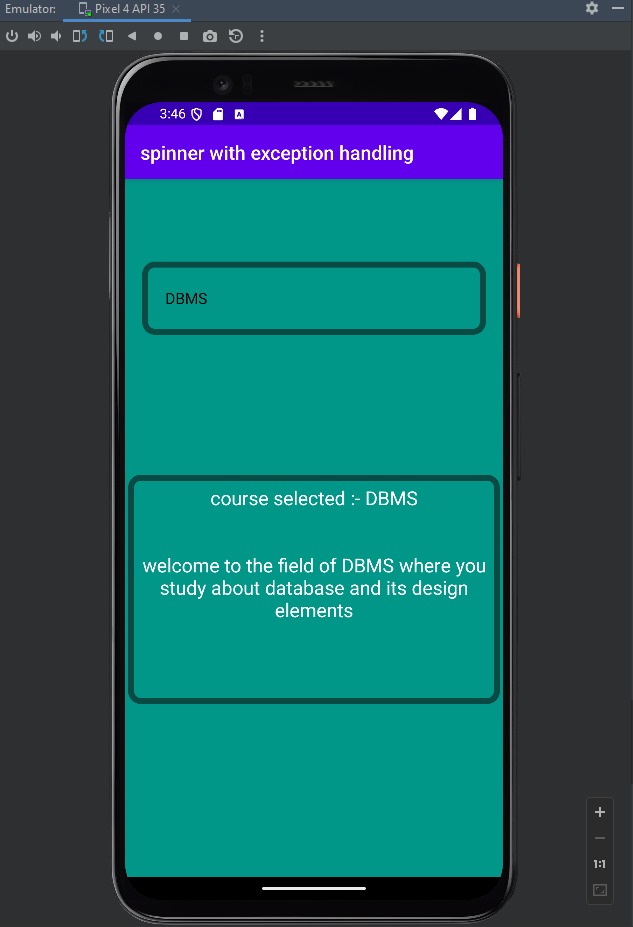 Emulator: Pixel 4 API 35
3:46
spinner with exception handling
DBMS
course selected :- DBMS
welcome to the field of DBMS where you
study about database and its design
elements
1:1